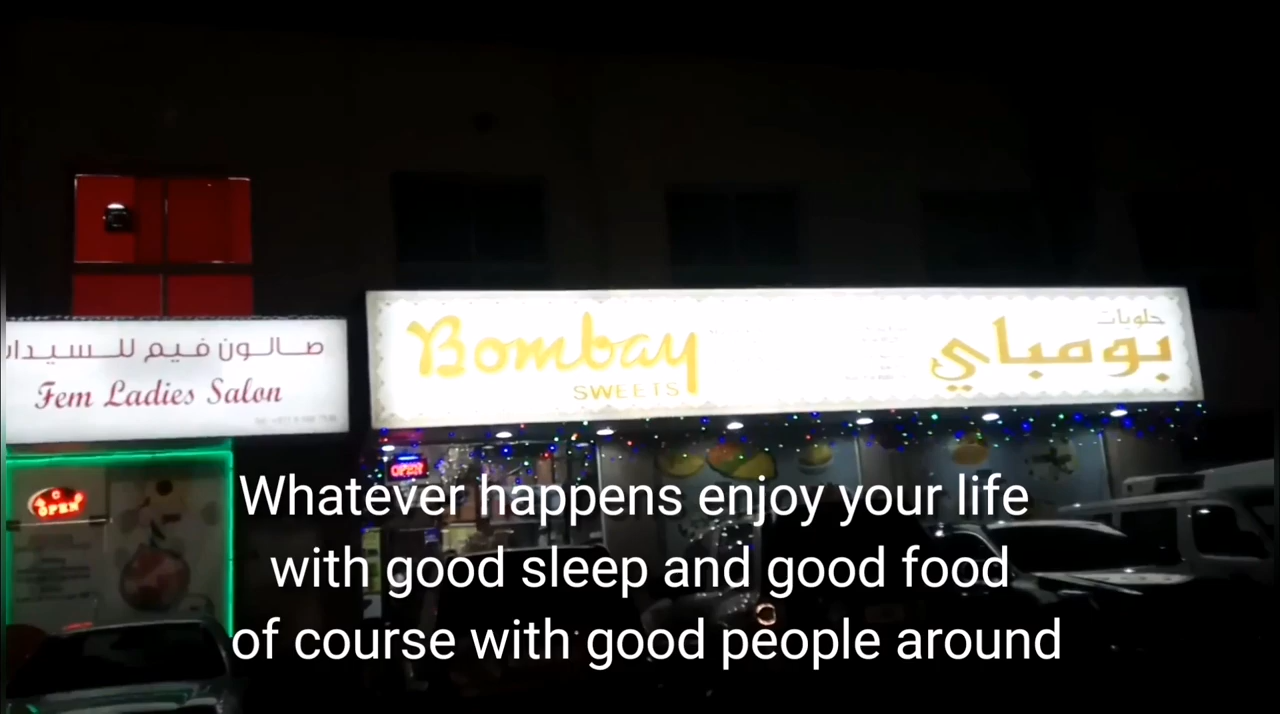 صالون فيم للسيدات
Fem Ladies Salon
Bombay
SWEETS
حلويات
بومباي
OPEN
OPEN
Whatever happens enjoy your life
with good sleep and good food
of course with good people around